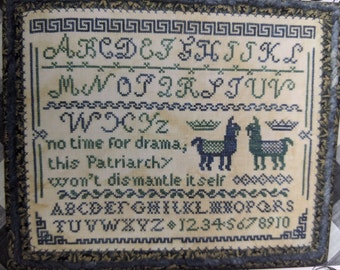 ABCDEFGHIJKL
MNOPQRSTUV
WXYZ
no time for drama,
this Patriarchy
won't dismantle itself
ABCDEFGHIJKLMNOPQRS
TUVWXYZ 12345678910